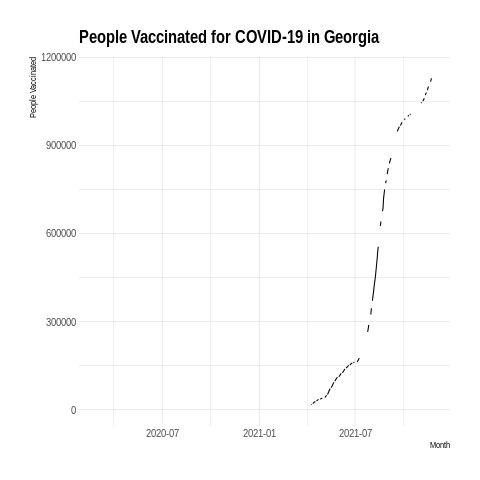 People Vaccinated for COVID-19 in Georgia
People Vaccinated
1200000
900000
600000
300000
0
2020-07
2021-01
2021-07
Month